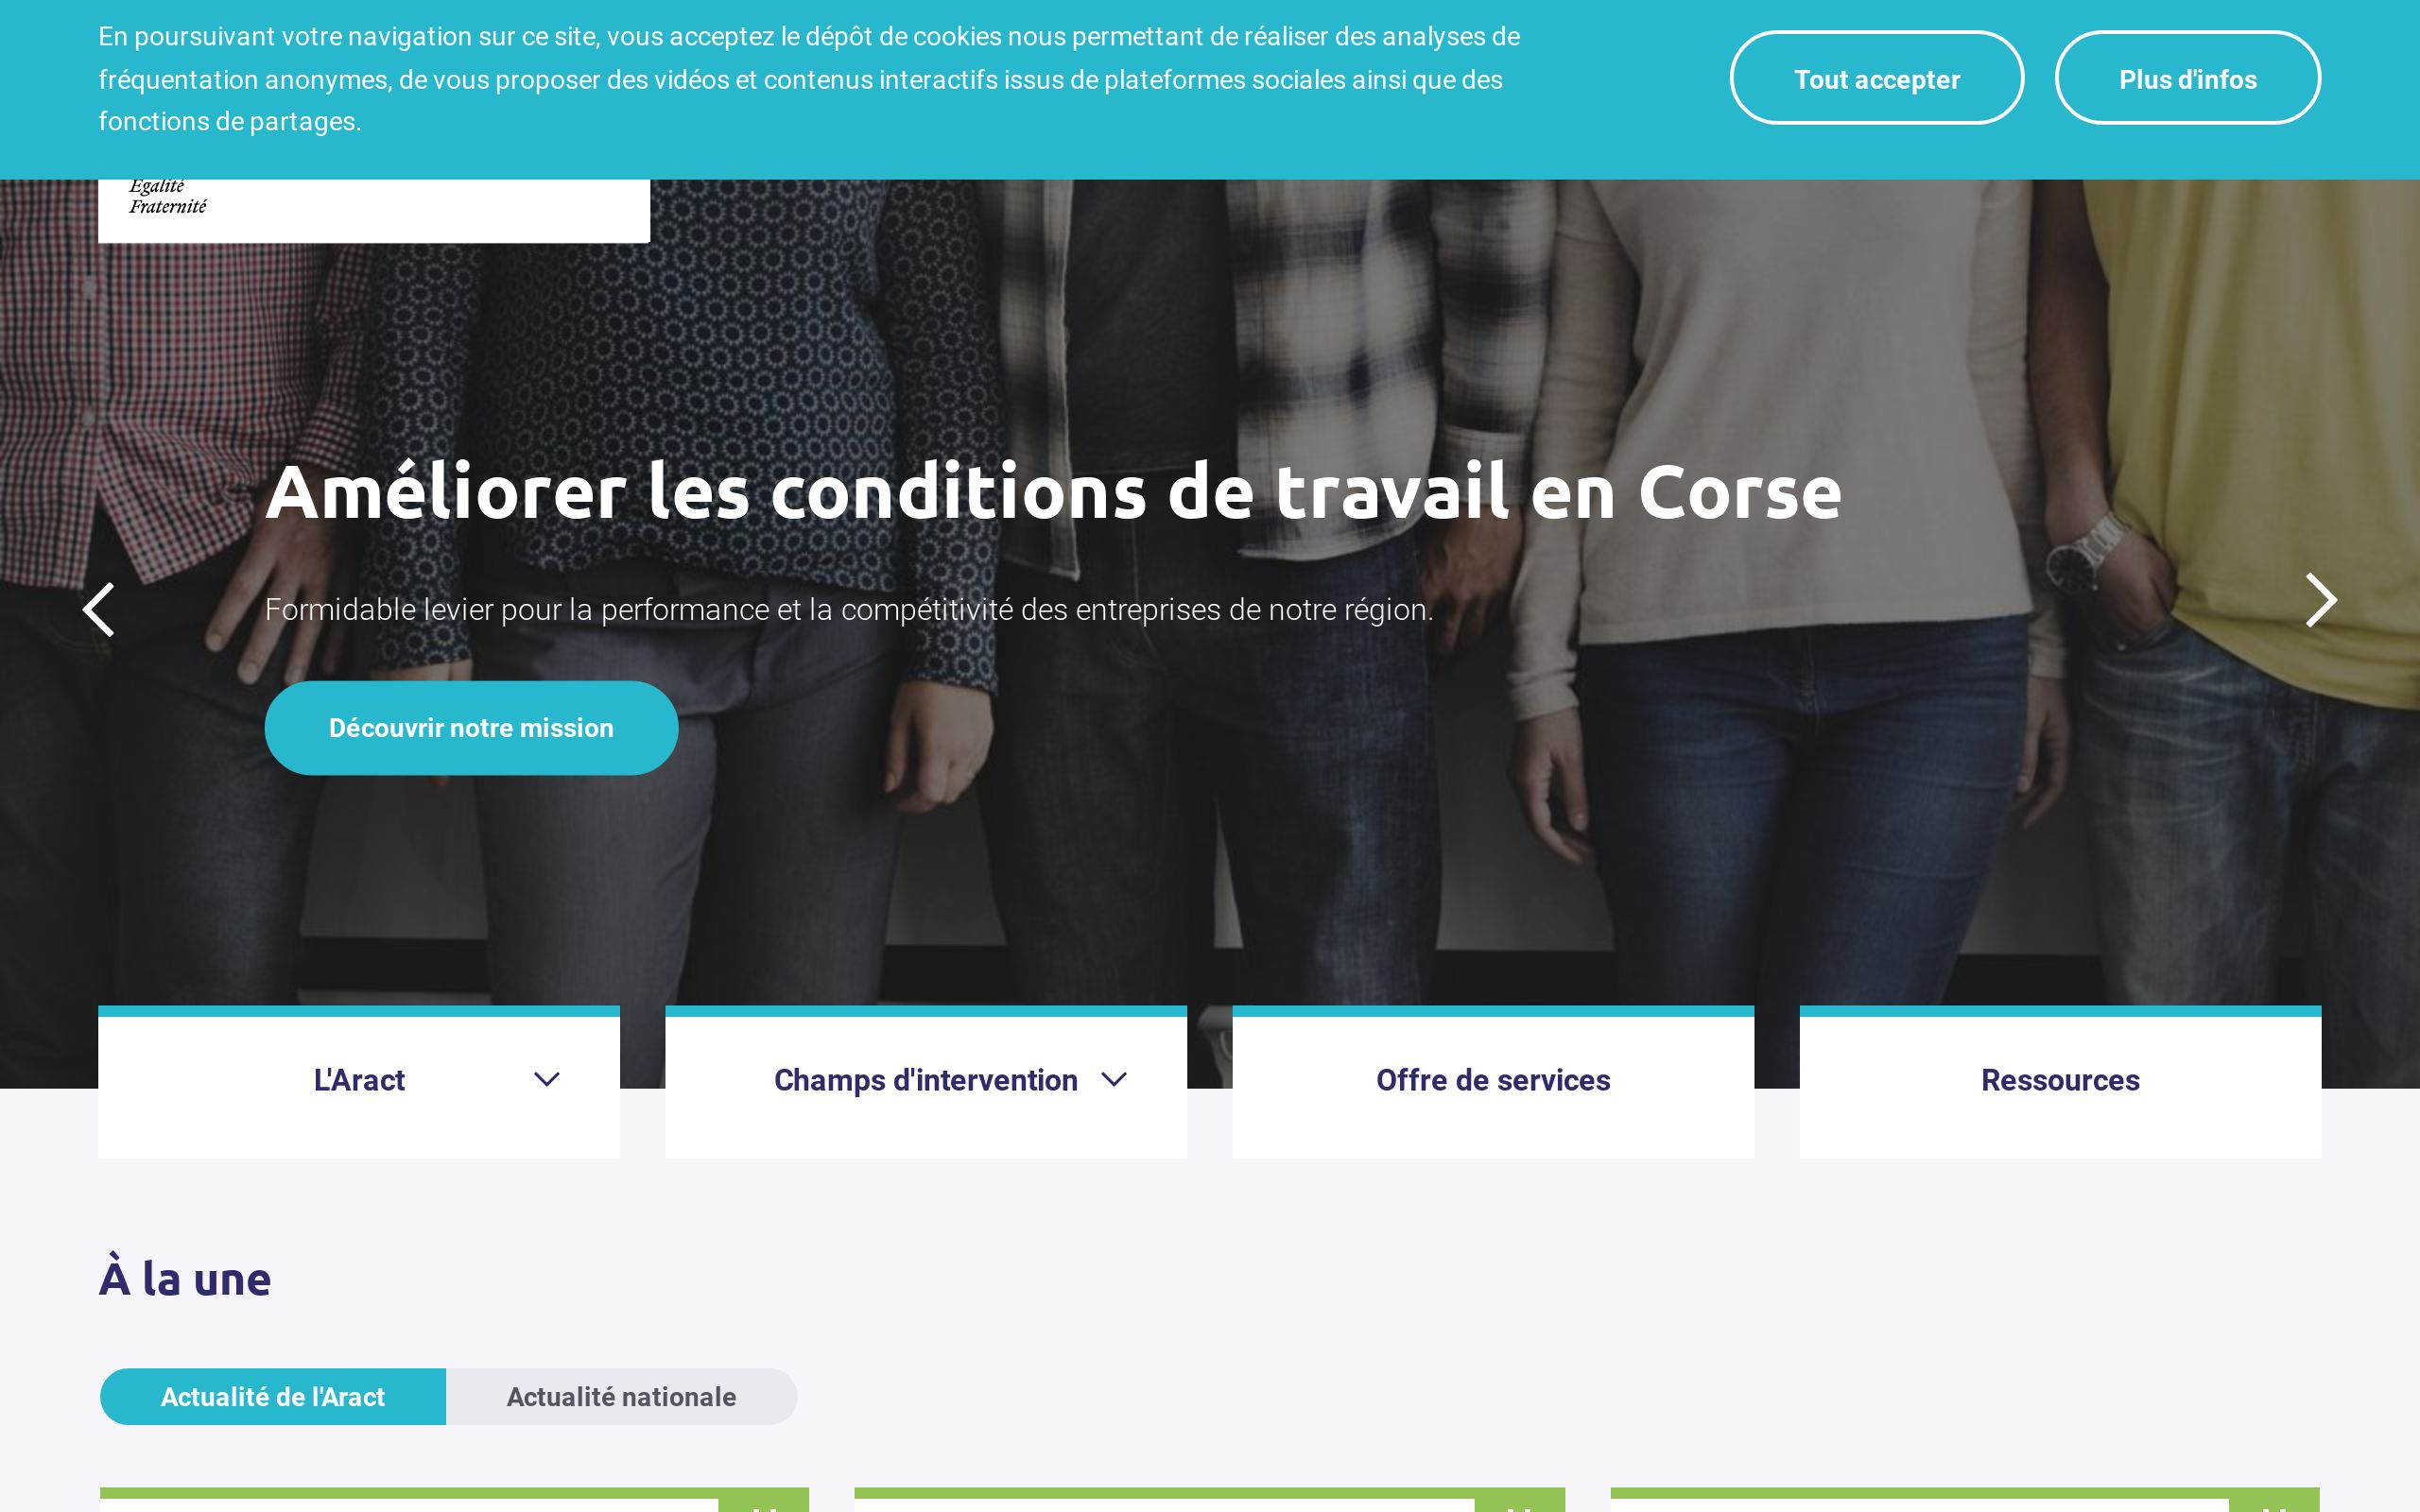 En poursuivant votre navigation sur ce site, vous acceptez le dépôt de cookies nous permettant de réaliser des analyses de
fréquentation anonymes, de vous proposer des vidéos et contenus interactifs issus de plateformes sociales ainsi que des
fonctions de partages.
Tout accepter
Plus d'infos
Égalité
Fraternité
Améliorer les conditions de travail en Corse
Formidable levier pour la performance et la compétitivité des entreprises de notre région.
Découvrir notre mission
L'Aract
Champs d'intervention
Offre de services
Ressources
À la une
Actualité de l'Aract
Actualité nationale